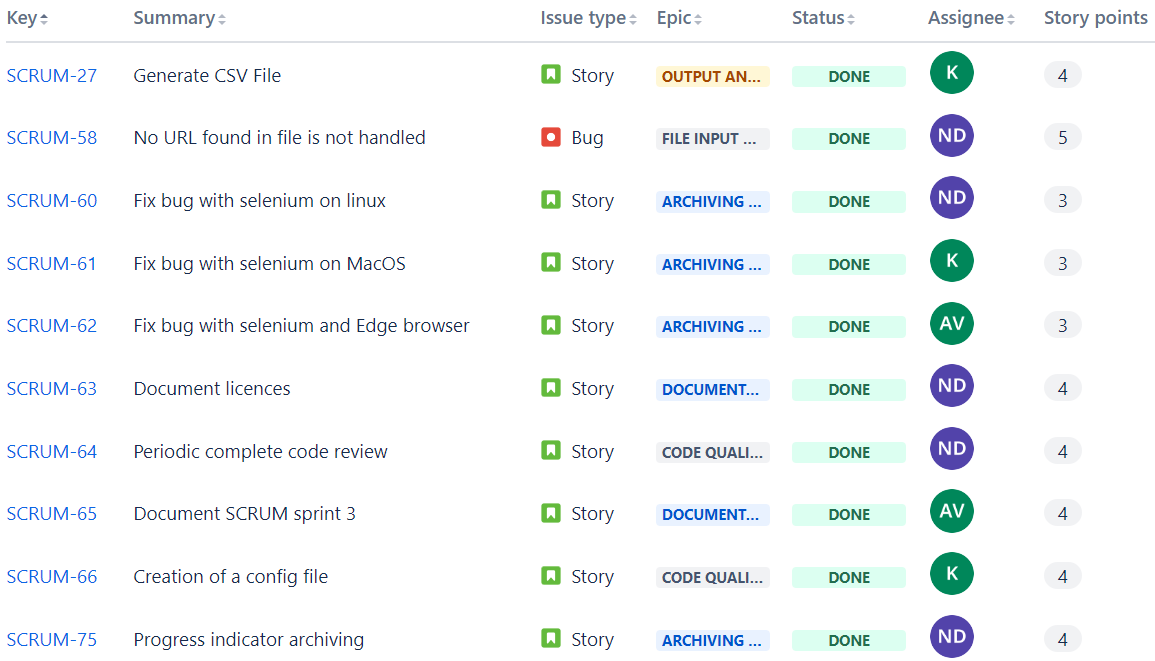 Key Summary Issue type Epic Status Assignee Story points
SCRUM-27 Generate CSV File Story OUTPUT AN... DONE K 4
SCRUM-58 No URL found in file is not handled Bug FILE INPUT ... DONE ND 5
SCRUM-60 Fix bug with selenium on linux Story ARCHIVING ... DONE ND 3
SCRUM-61 Fix bug with selenium on MacOS Story ARCHIVING ... DONE K 3
SCRUM-62 Fix bug with selenium and Edge browser Story ARCHIVING ... DONE AV 3
SCRUM-63 Document licences Story DOCUMENT... DONE ND 4
SCRUM-64 Periodic complete code review Story CODE QUALI... DONE ND 4
SCRUM-65 Document SCRUM sprint 3 Story DOCUMENT... DONE AV 4
SCRUM-66 Creation of a config file Story CODE QUALI... DONE K 4
SCRUM-75 Progress indicator archiving Story ARCHIVING ... DONE ND 4